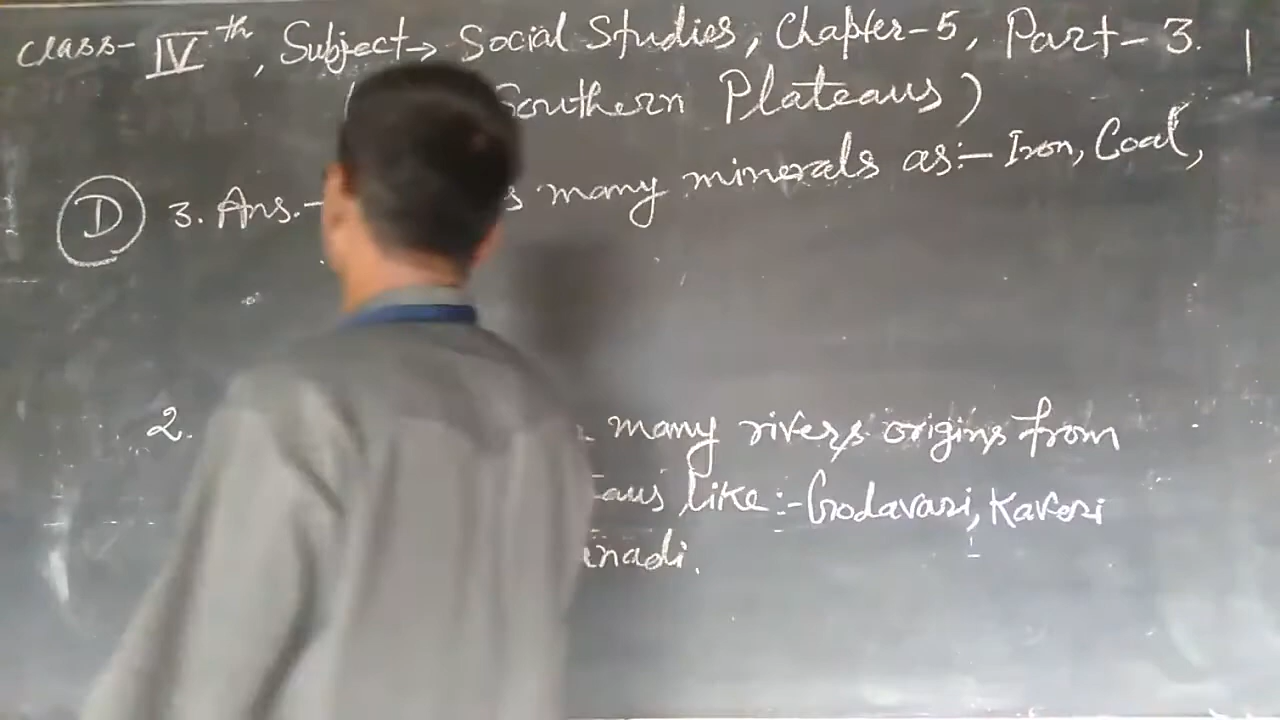 Class- IVth, Subject→ Social Studies, Chapter-5, Part-3.
( Southern Plateaus)
D 3. Ans.- many minerals as:- Iron, Coal,
2. many rivers origins from
like:- Godavari, Kaveri